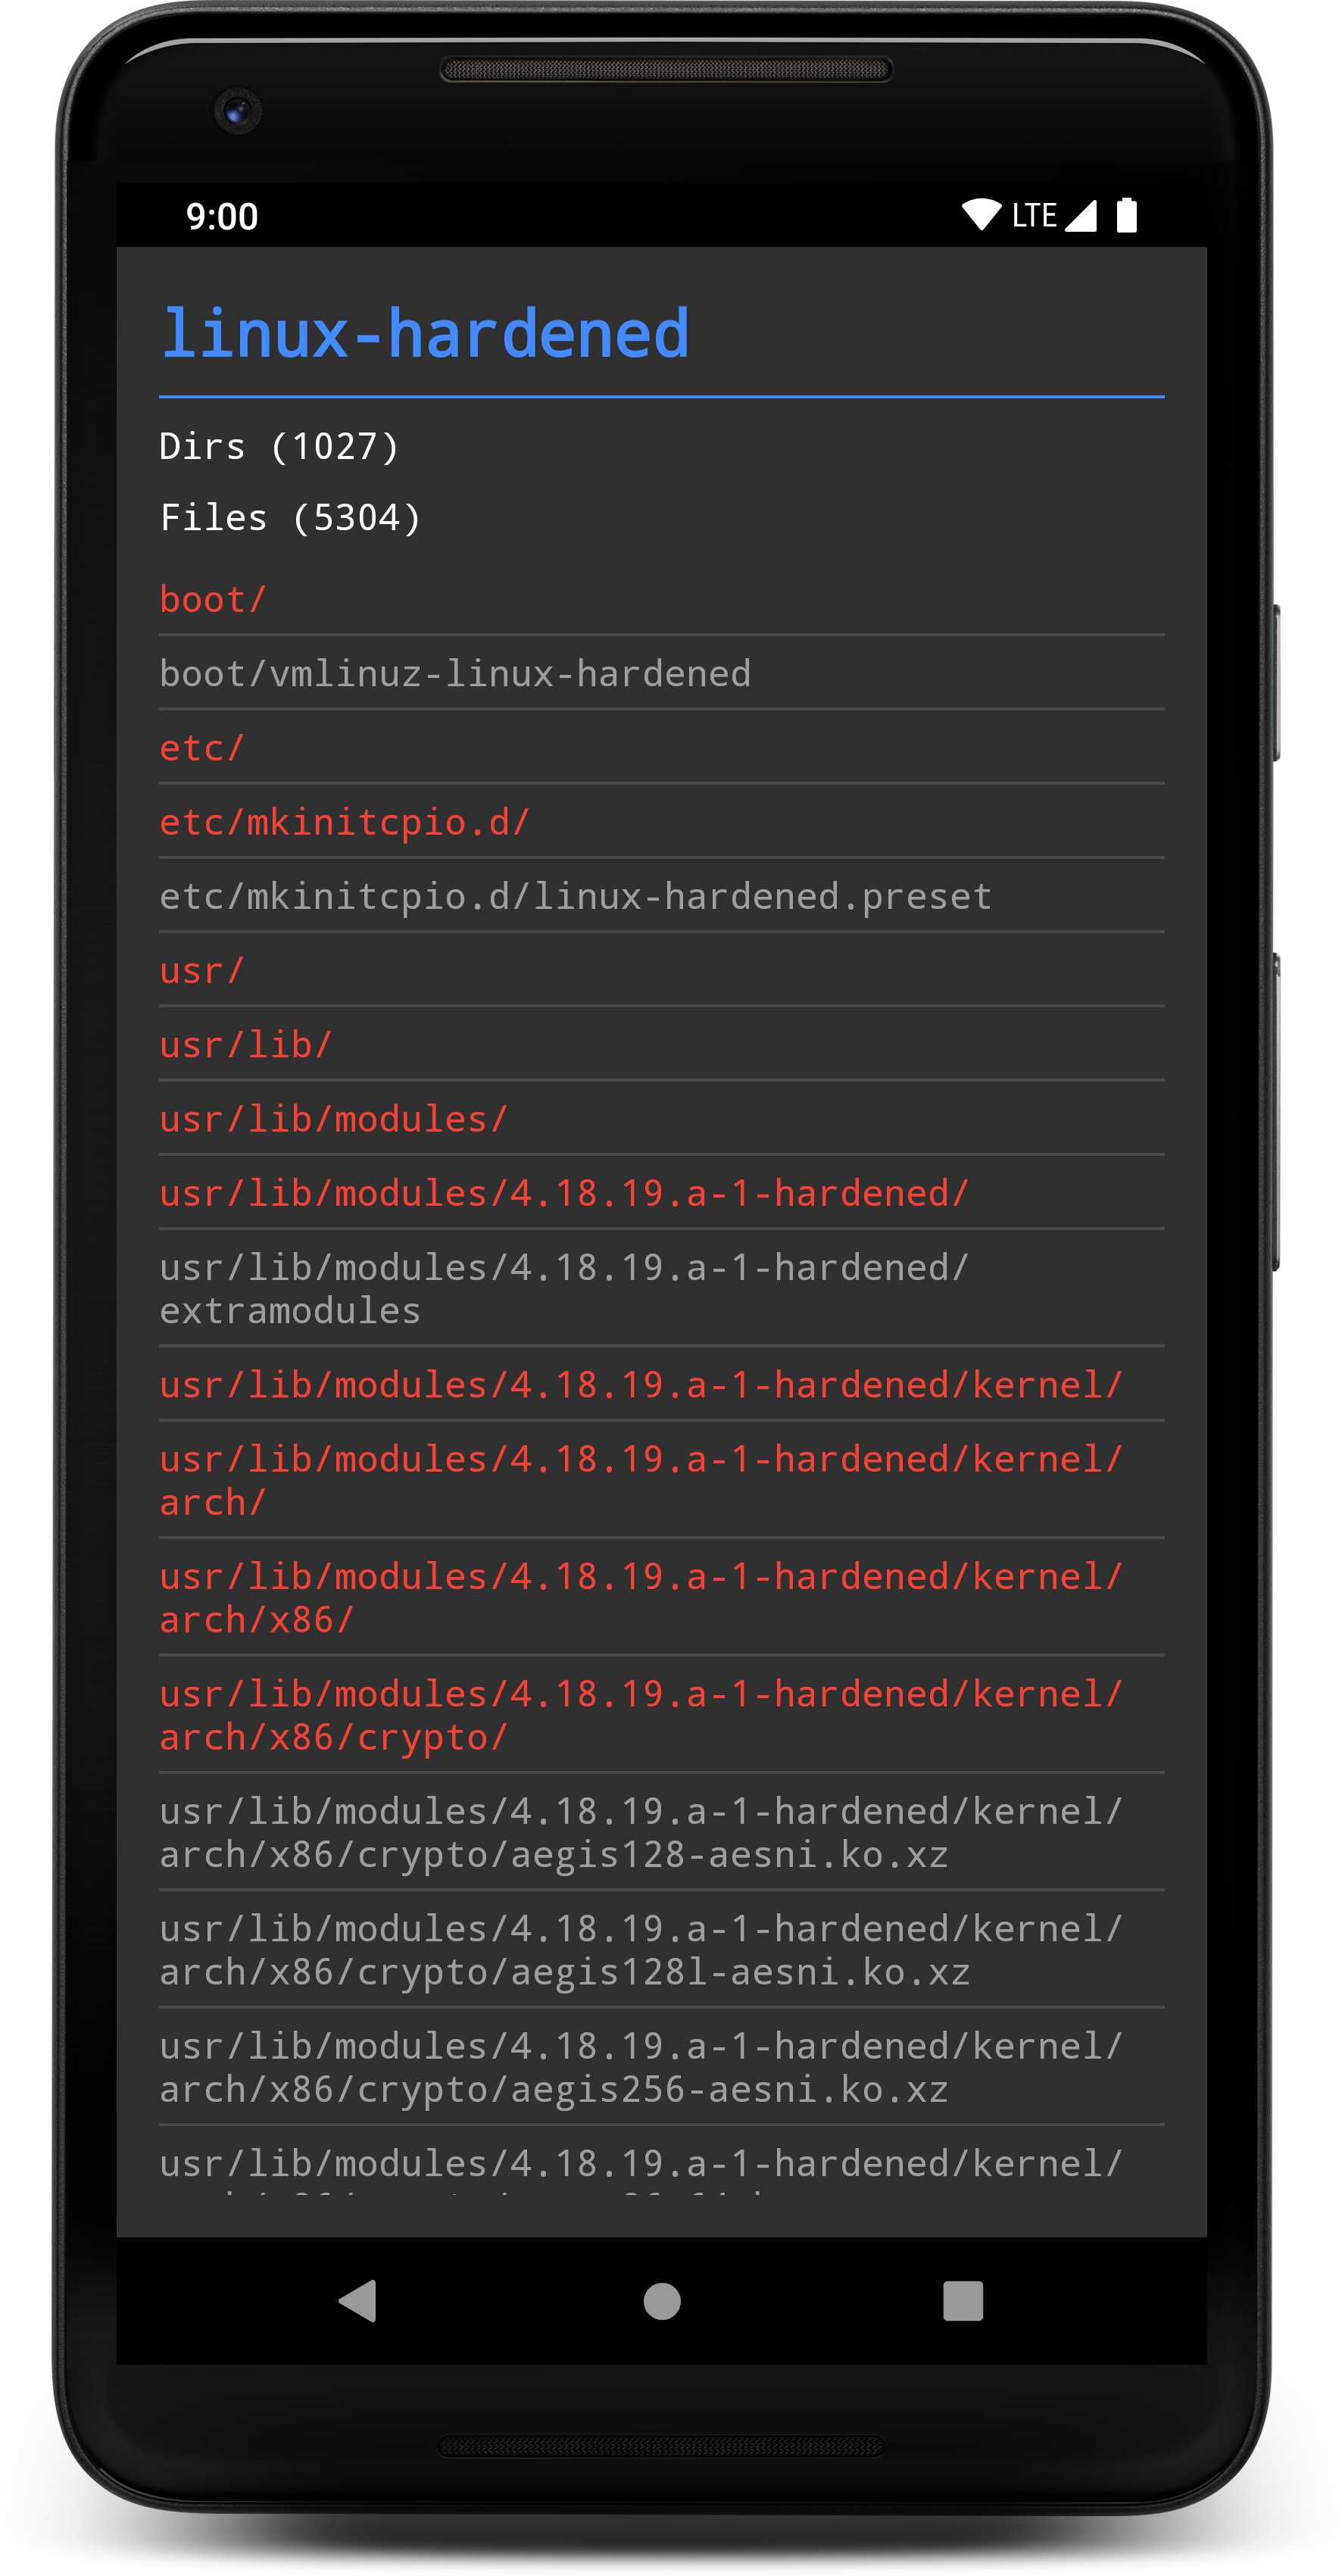 9:00 LTE
linux-hardened
Dirs (1027)
Files (5304)
boot/
boot/vmlinuz-linux-hardened
etc/
etc/mkinitcpio.d/
etc/mkinitcpio.d/linux-hardened.preset
usr/
usr/lib/
usr/lib/modules/
usr/lib/modules/4.18.19.a-1-hardened/
usr/lib/modules/4.18.19.a-1-hardened/
extramodules
usr/lib/modules/4.18.19.a-1-hardened/kernel/
usr/lib/modules/4.18.19.a-1-hardened/kernel/
arch/
usr/lib/modules/4.18.19.a-1-hardened/kernel/
arch/x86/
usr/lib/modules/4.18.19.a-1-hardened/kernel/
arch/x86/crypto/
usr/lib/modules/4.18.19.a-1-hardened/kernel/
arch/x86/crypto/aegis128-aesni.ko.xz
usr/lib/modules/4.18.19.a-1-hardened/kernel/
arch/x86/crypto/aegis128l-aesni.ko.xz
usr/lib/modules/4.18.19.a-1-hardened/kernel/
arch/x86/crypto/aegis256-aesni.ko.xz
usr/lib/modules/4.18.19.a-1-hardened/kernel/